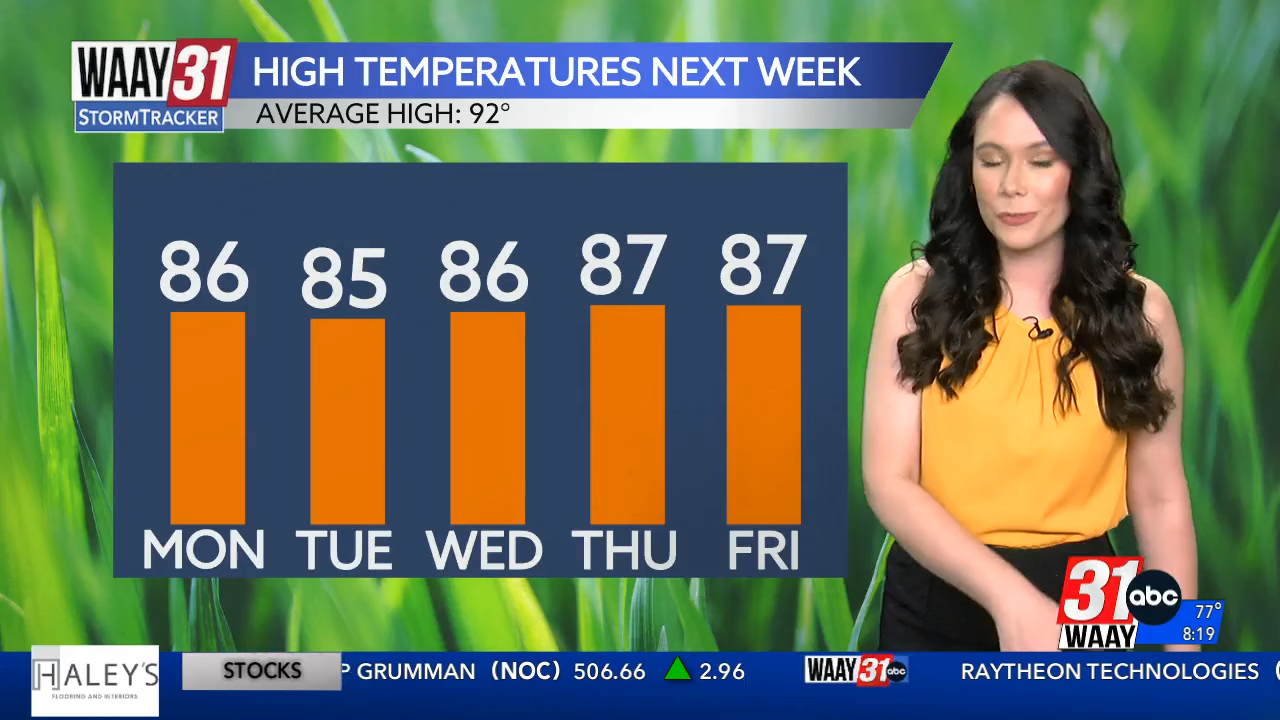 WAAY 31
STORMTRACKER
HIGH TEMPERATURES NEXT WEEK
AVERAGE HIGH: 92°
86 85 86 87 87
MON TUE WED THU FRI
31 abc
WAAY
77°
8:19
HALEY'S
FLOORING AND INTERIORS
STOCKS
P GRUMMAN (NOC) 506.66 ▲ 2.96 WAAY 31 abc RAYTHEON TECHNOLOGIES (